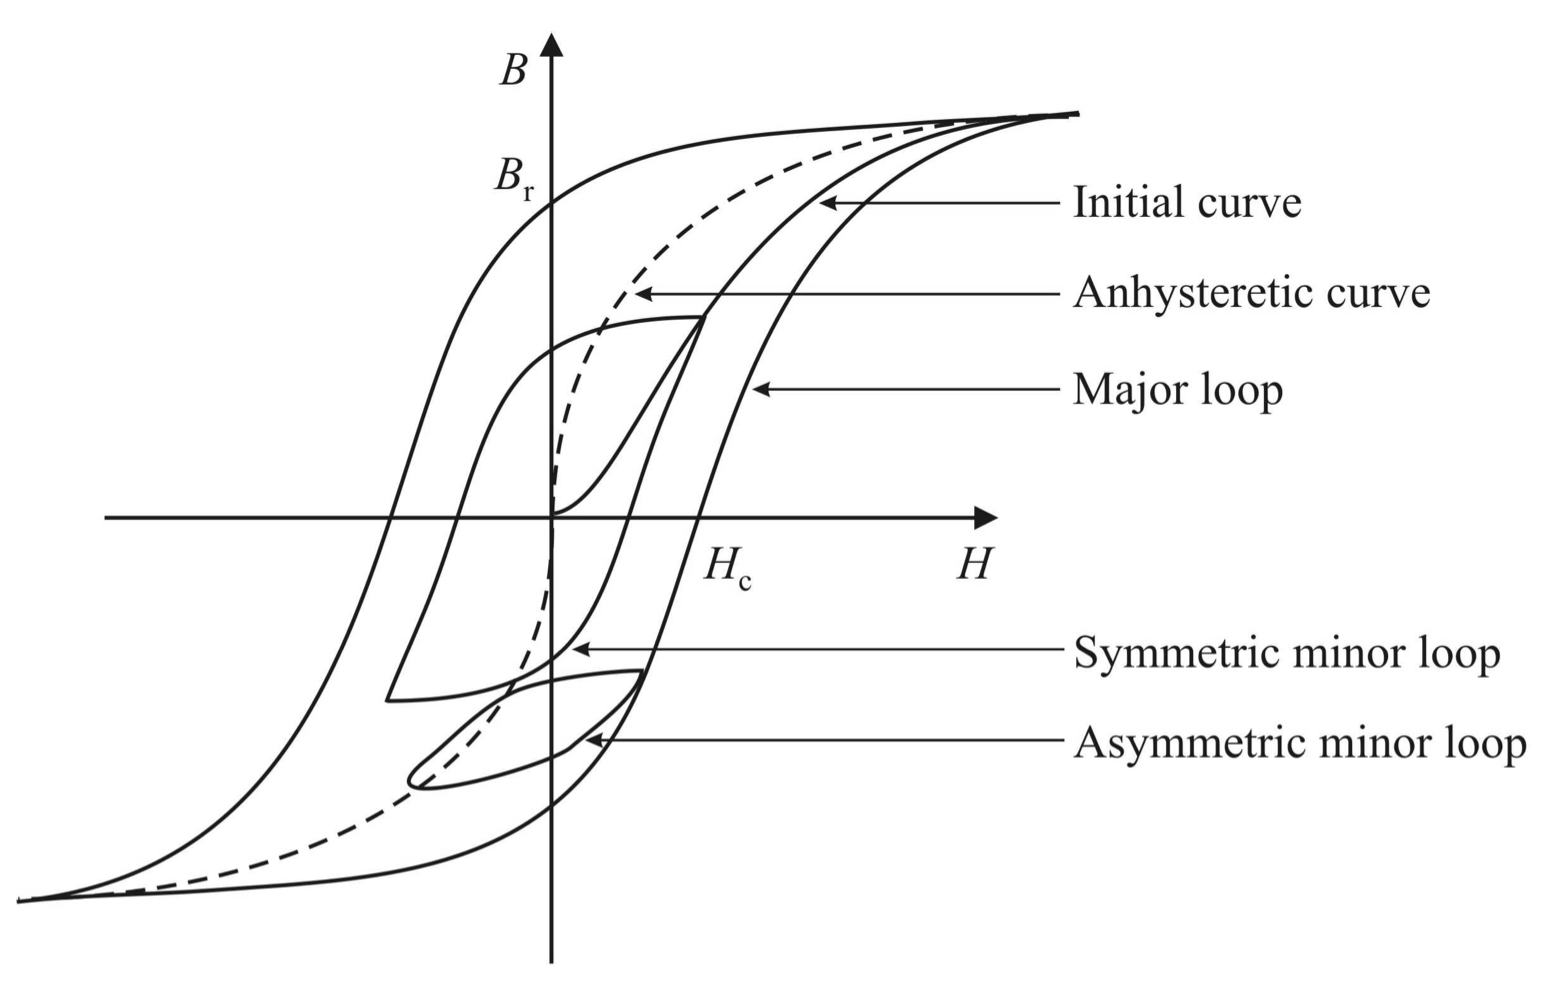 B
B_r
Initial curve
Anhysteretic curve
Major loop
H_c
H
Symmetric minor loop
Asymmetric minor loop